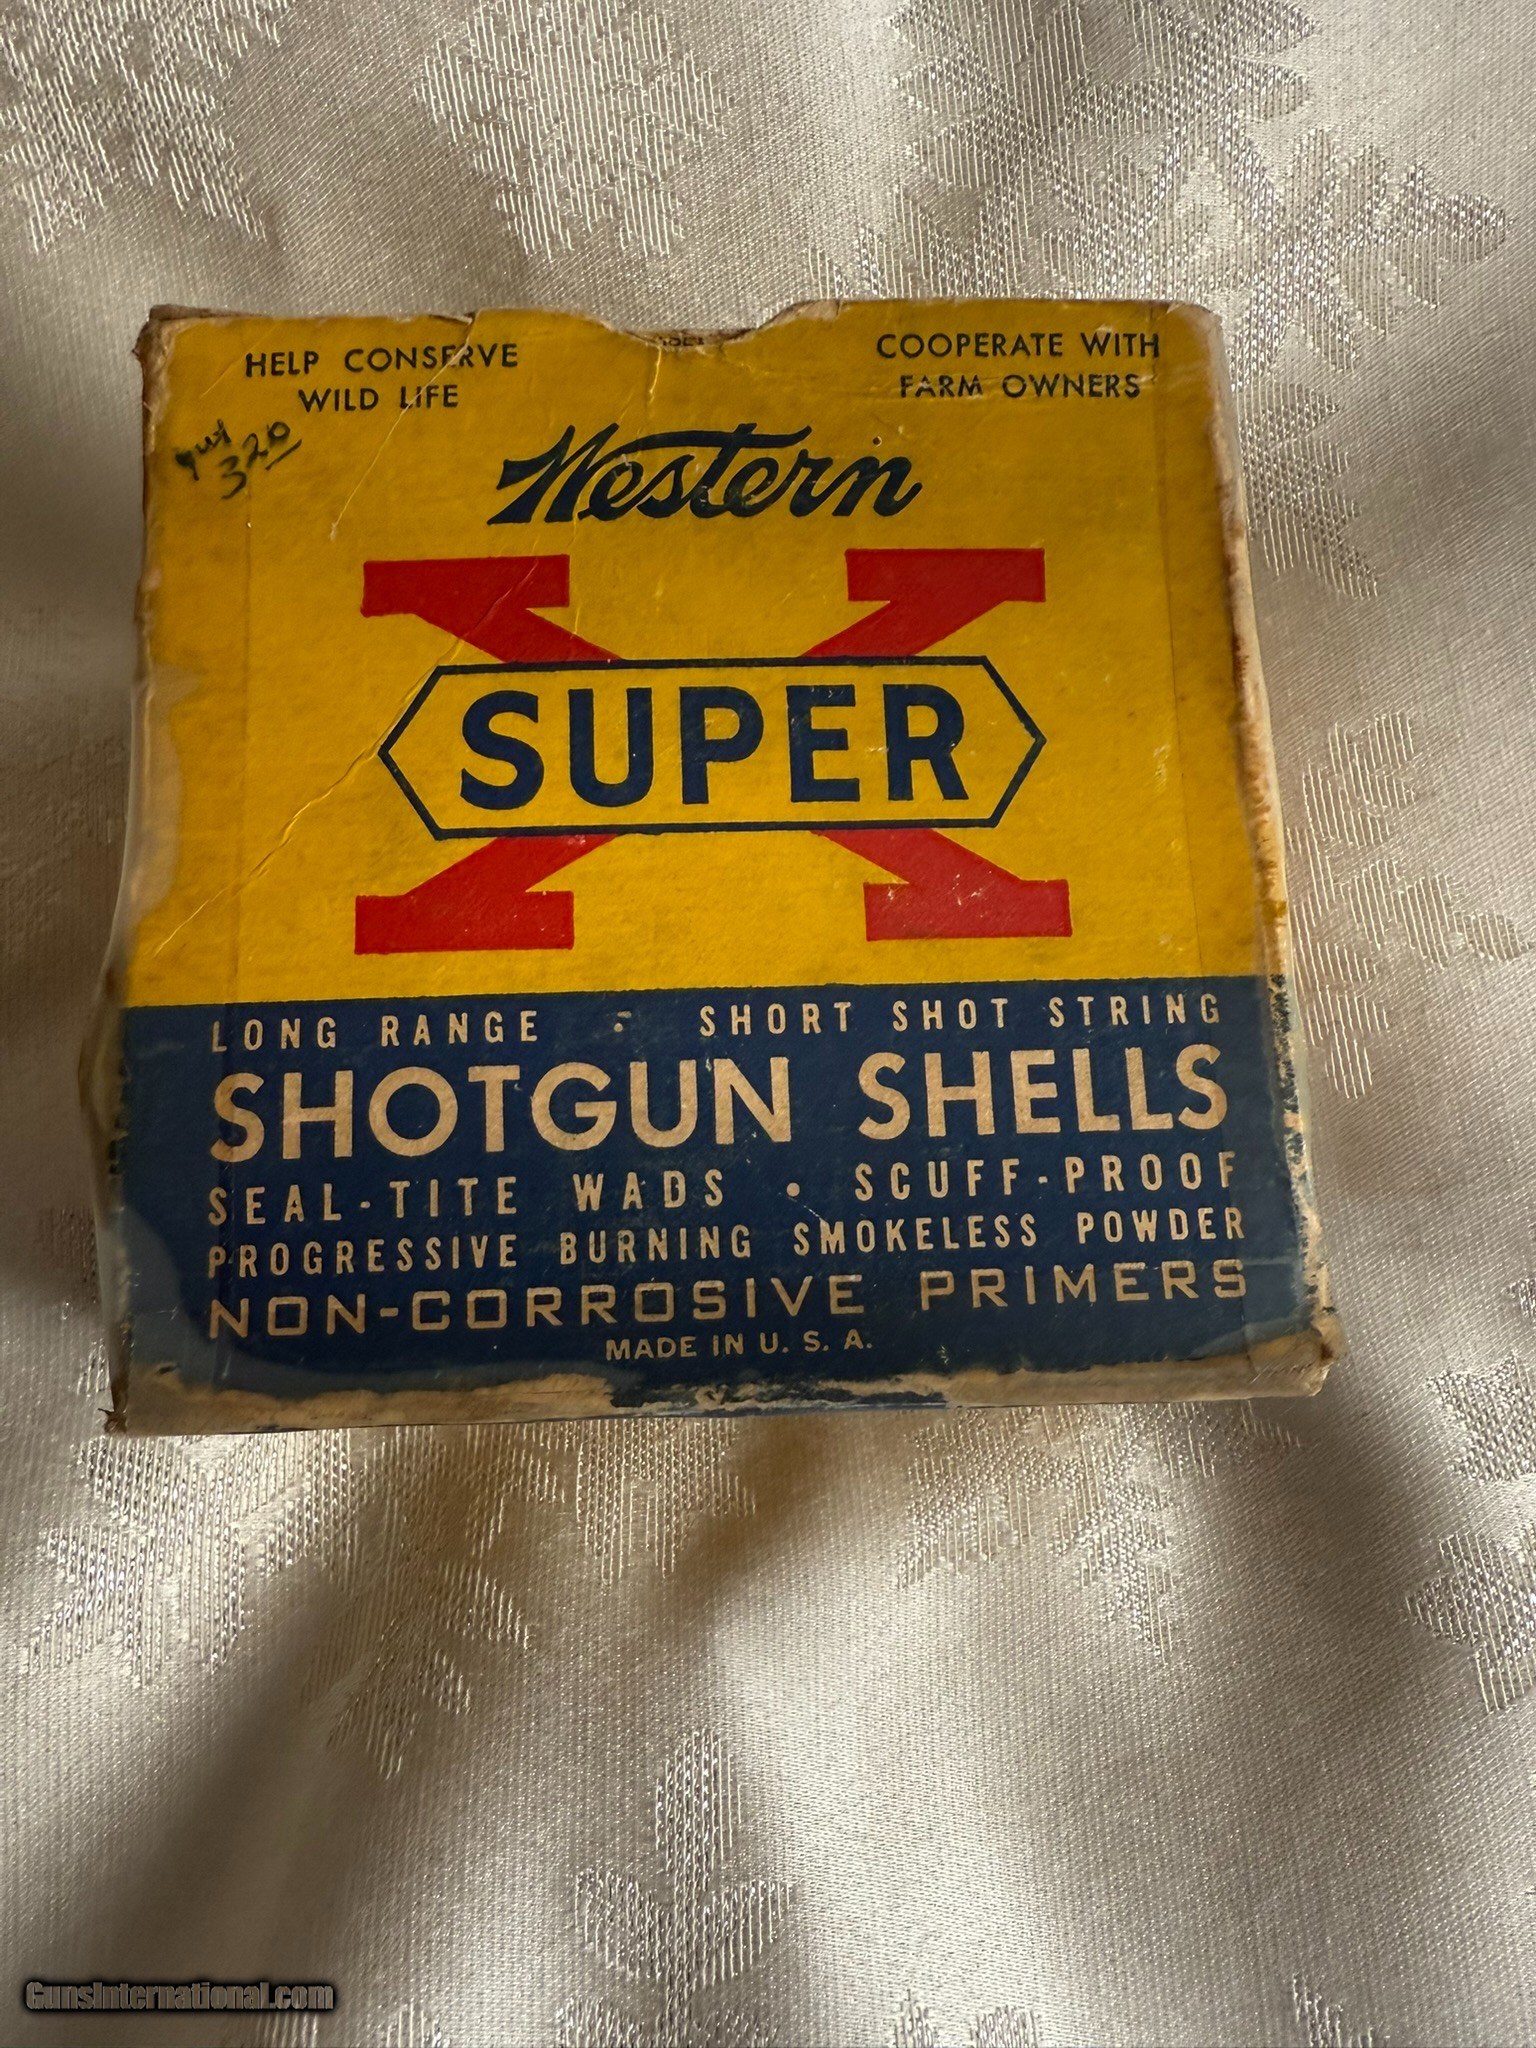 HELP CONSERVE
WILD LIFE
COOPERATE WITH
FARM OWNERS
320
Western
X
SUPER
LONG RANGE • SHORT SHOT STRING
SHOTGUN SHELLS
SEAL-TITE WADS • SCUFF-PROOF
PROGRESSIVE BURNING SMOKELESS POWDER
NON-CORROSIVE PRIMERS
MADE IN U. S. A.
GunsInternational.com